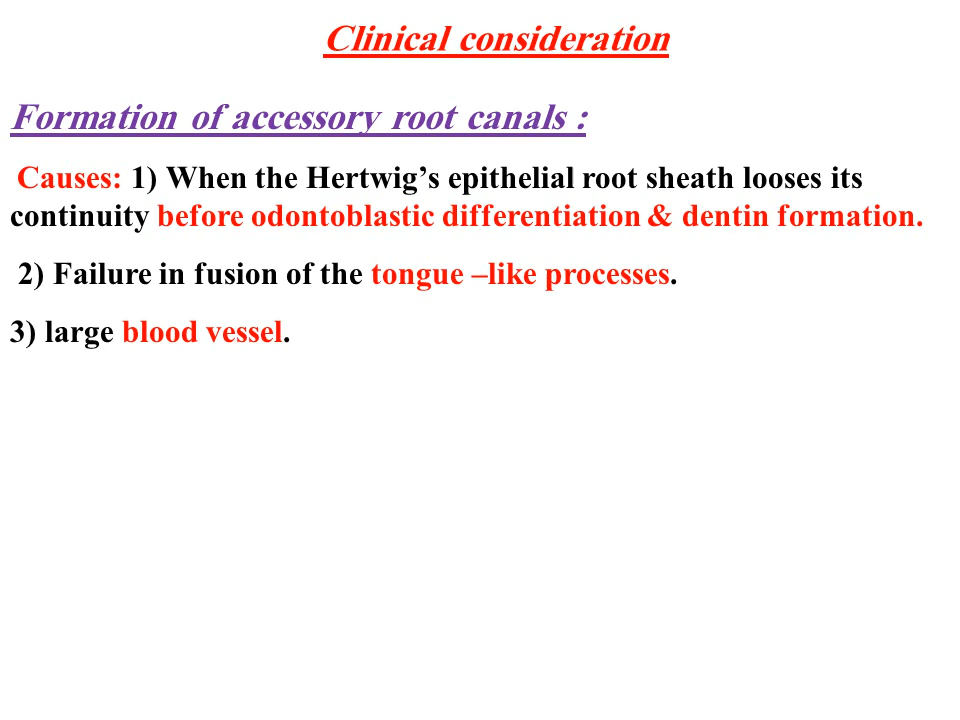 Clinical consideration
Formation of accessory root canals :
Causes: 1) When the Hertwig’s epithelial root sheath looses its
continuity before odontoblastic differentiation & dentin formation.
2) Failure in fusion of the tongue –like processes.
3) large blood vessel.